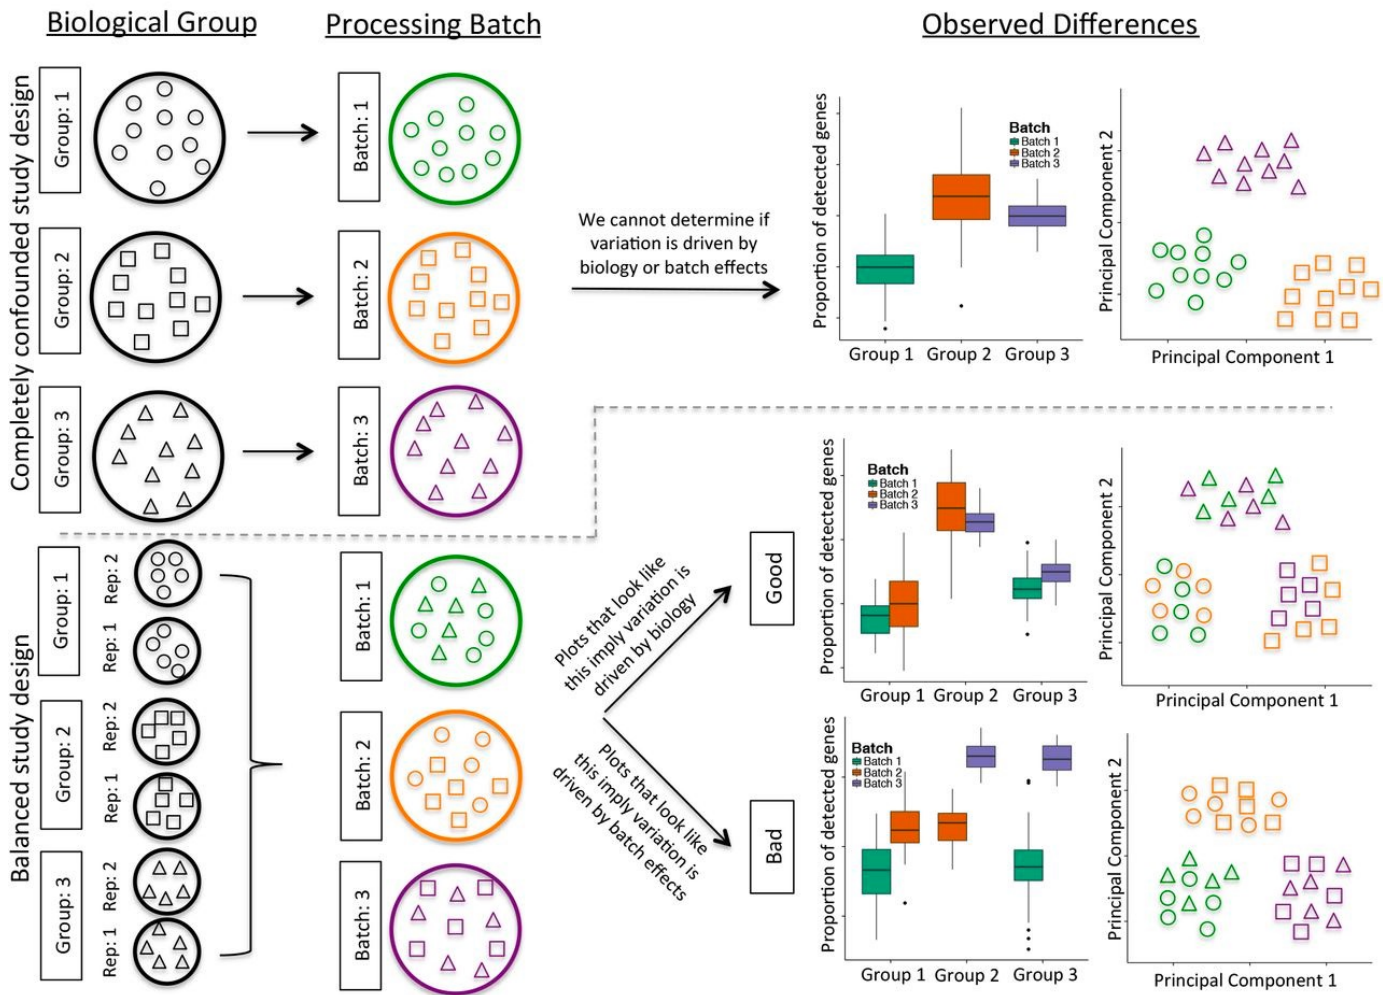 Biological Group
Processing Batch
Observed Differences
Completely confounded study design
Group: 1
Batch: 1
Group: 2
Batch: 2
Group: 3
Batch: 3
We cannot determine if
variation is driven by
biology or batch effects
Proportion of detected genes
Batch
Batch 1
Batch 2
Batch 3
Group 1
Group 2
Group 3
Principal Component 2
Principal Component 1
Balanced study design
Group: 1
Rep: 2
Rep: 1
Group: 2
Rep: 2
Rep: 1
Group: 3
Rep: 2
Rep: 1
Batch: 1
Batch: 2
Batch: 3
Plots that look like
this imply variation is
driven by biology
Good
Proportion of detected genes
Batch
Batch 1
Batch 2
Batch 3
Group 1
Group 2
Group 3
Principal Component 2
Principal Component 1
Plots that look like
this imply variation is
driven by batch effects
Bad
Proportion of detected genes
Batch
Batch 1
Batch 2
Batch 3
Group 1
Group 2
Group 3
Principal Component 2
Principal Component 1